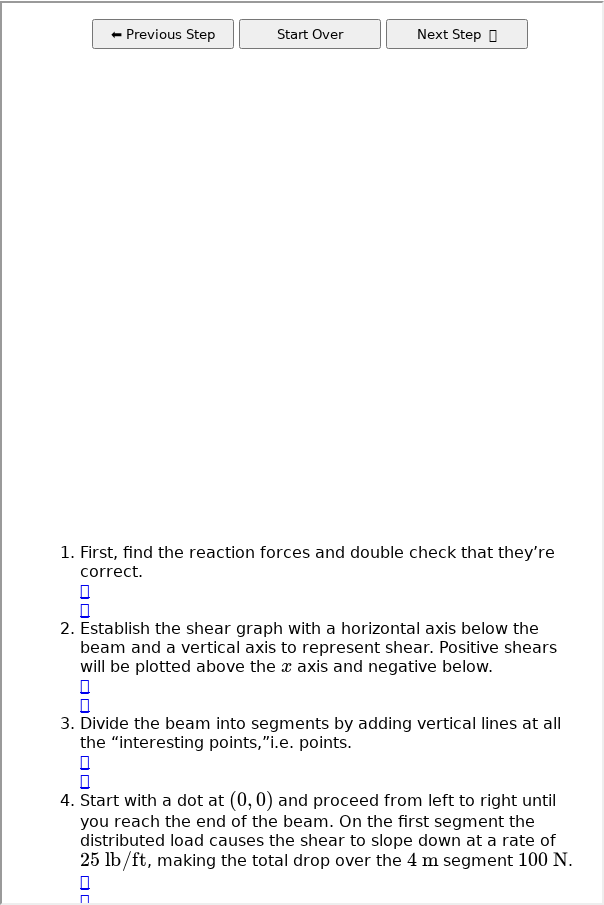 ⬅ Previous Step Start Over Next Step
1. First, find the reaction forces and double check that they’re
correct.
2. Establish the shear graph with a horizontal axis below the
beam and a vertical axis to represent shear. Positive shears
will be plotted above the x axis and negative below.
3. Divide the beam into segments by adding vertical lines at all
the “interesting points,”i.e. points.
4. Start with a dot at (0, 0) and proceed from left to right until
you reach the end of the beam. On the first segment the
distributed load causes the shear to slope down at a rate of
25 lb/ft, making the total drop over the 4 m segment 100 N.